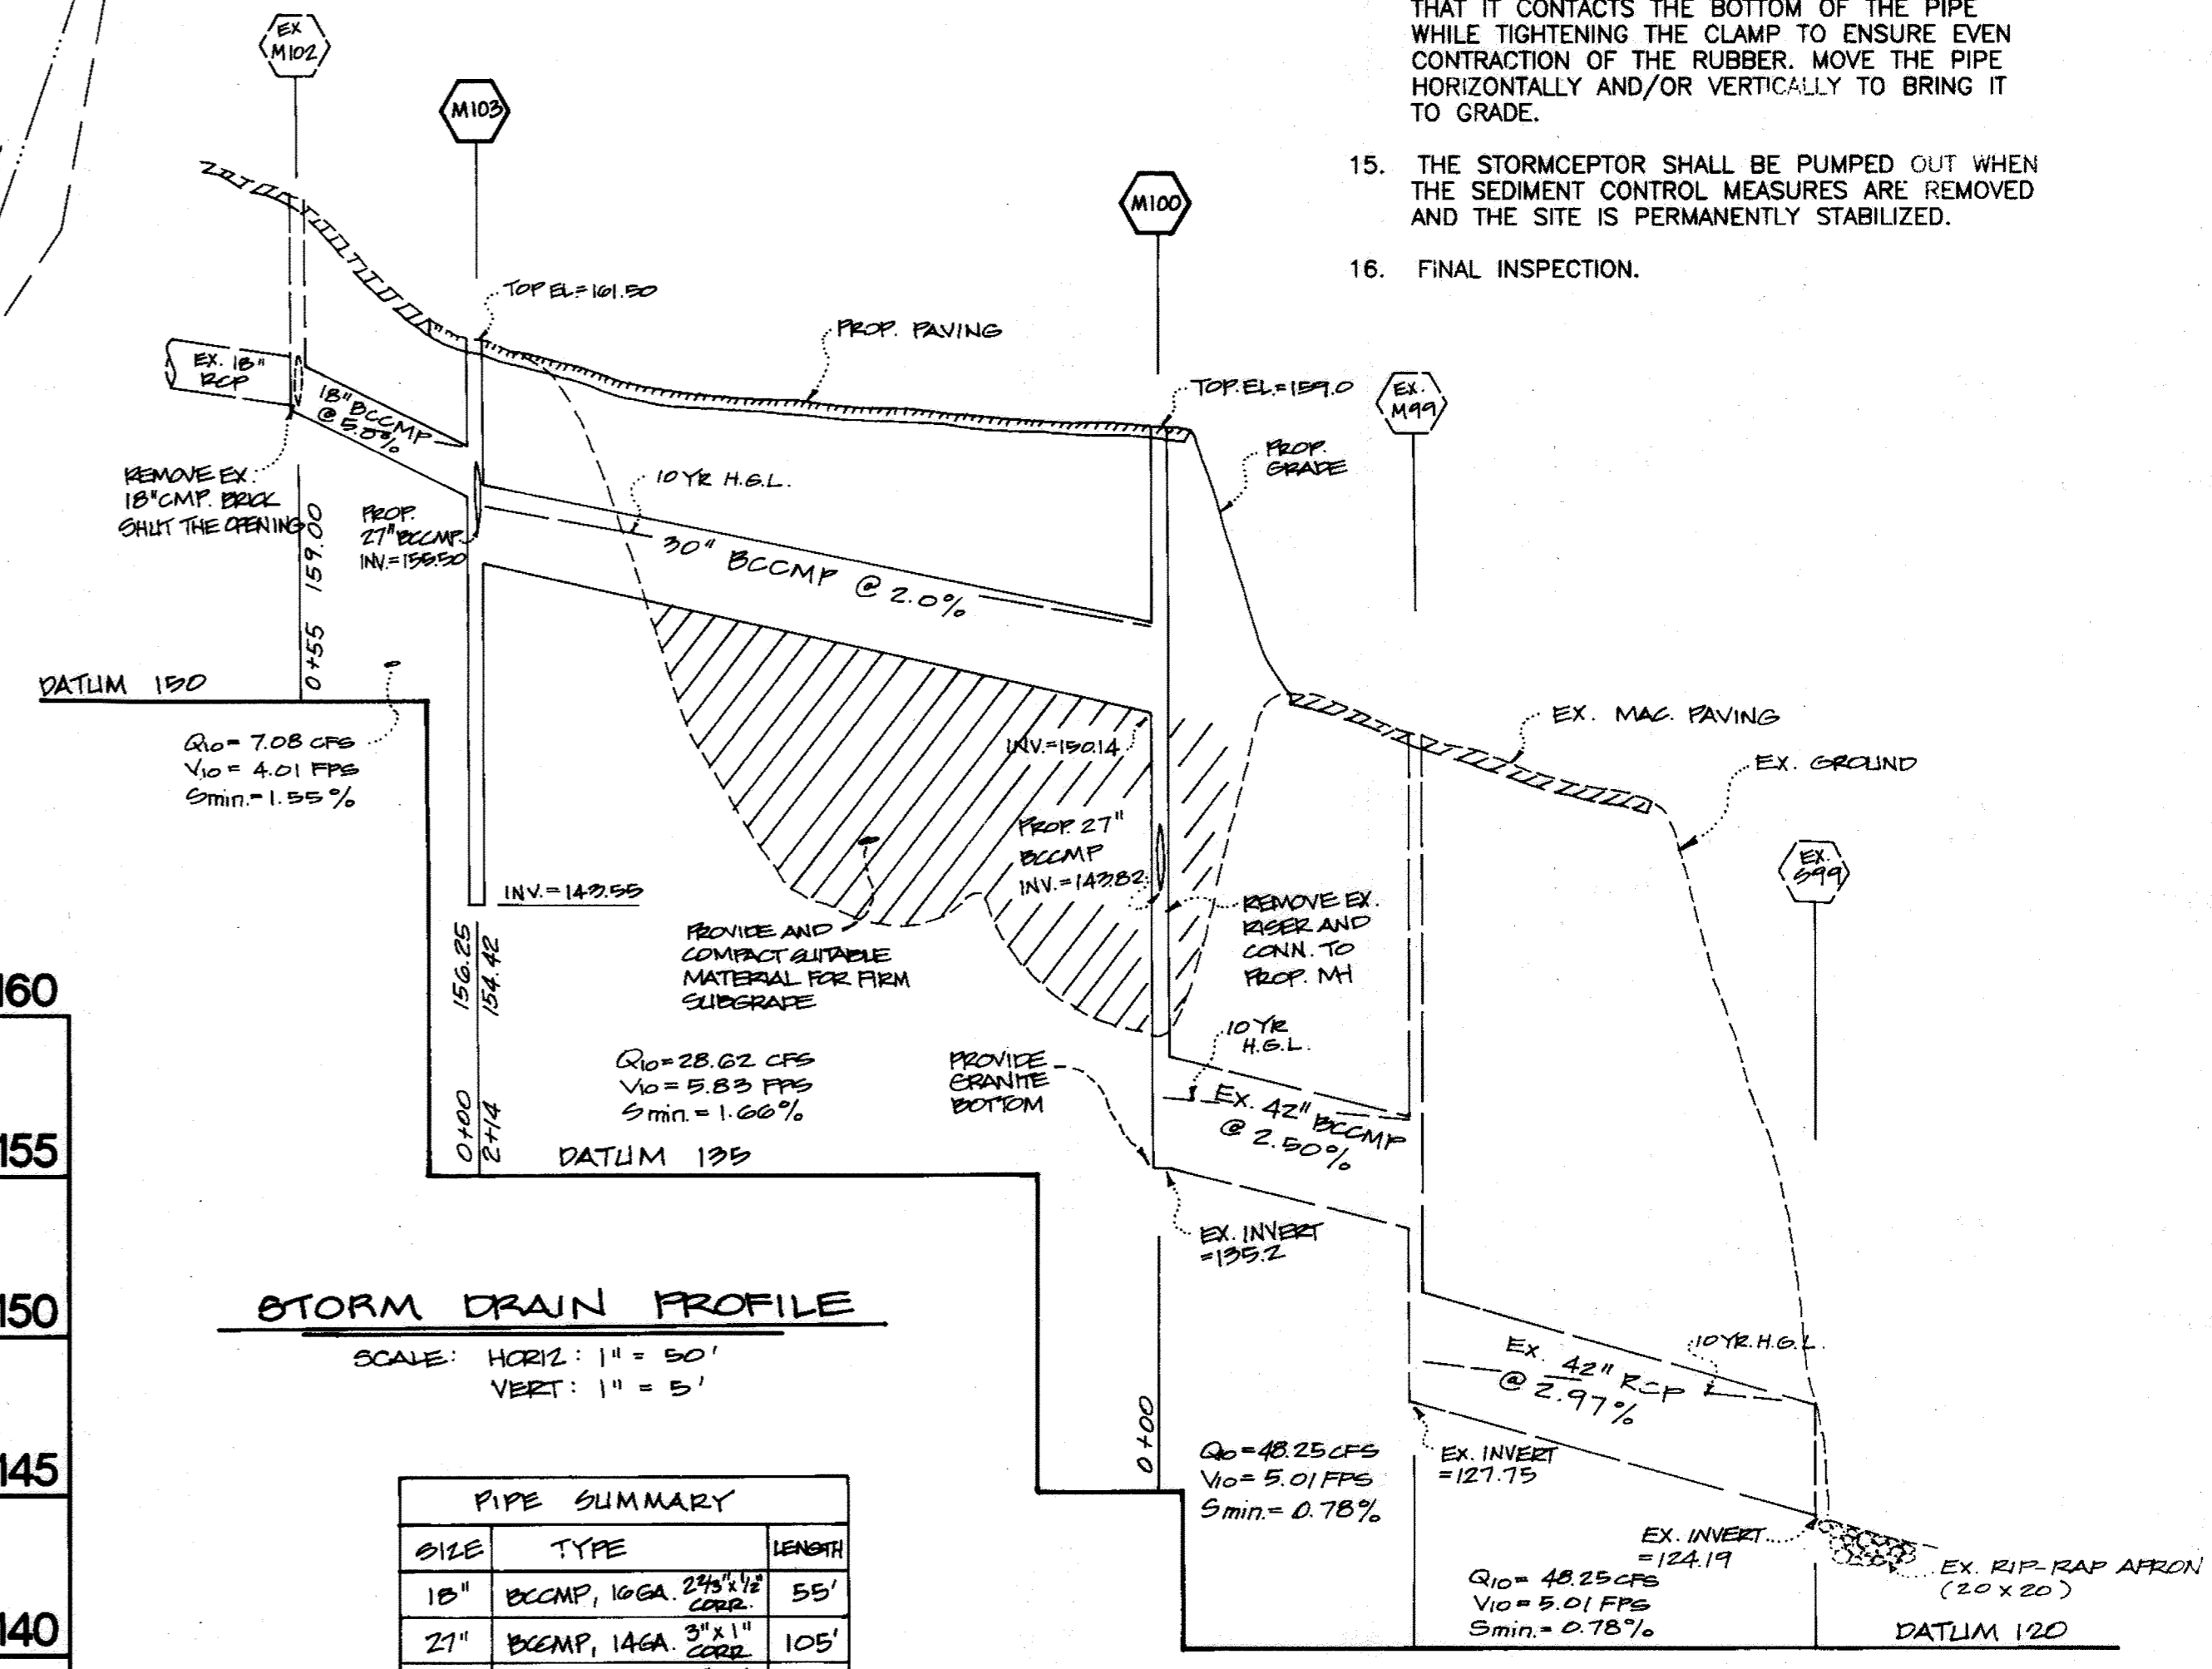 THAT IT CONTACTS THE BOTTOM OF THE PIPE
WHILE TIGHTENING THE CLAMP TO ENSURE EVEN
CONTRACTION OF THE RUBBER. MOVE THE PIPE
HORIZONTALLY AND/OR VERTICALLY TO BRING IT
TO GRADE.
15. THE STORMCEPTOR SHALL BE PUMPED OUT WHEN
THE SEDIMENT CONTROL MEASURES ARE REMOVED
AND THE SITE IS PERMANENTLY STABILIZED.
16. FINAL INSPECTION.
EX
M102
M103
M100
EX.
M99
EX.
S99
TOP EL.=161.50
PROP. PAVING
TOP.EL.=159.0
PROP.
GRADE
EX. 18"
RCP
18" BCCMP
@ 5.0%
REMOVE EX.
18"CMP. BRICK
SHUT THE OPENING
0+55 159.00
PROP.
27"BCCMP
INV.=155.50
10 YR H.G.L.
30" BCCMP @ 2.0%
DATUM 150
Q10= 7.08 CFS
V10= 4.01 FPS
Smin.=1.55%
INV.=150.14
EX. MAC. PAVING
EX. GROUND
PROP. 27"
BCCMP
INV.=143.82
INV.=143.55
REMOVE EX.
RISER AND
CONN. TO
PROP. MH
PROVIDE AND
COMPACT SUITABLE
MATERIAL FOR FIRM
SUBGRADE
0+00 156.25
2+14 154.42
Q10=28.62 CFS
V10= 5.83 FPS
Smin.= 1.66%
PROVIDE
GRANITE
BOTTOM
10 YR
H.G.L.
EX. 42" BCCMP
@ 2.50%
DATUM 135
EX. INVERT
=135.2
STORM DRAIN PROFILE
SCALE: HORIZ: 1" = 50'
VERT: 1" = 5'
0+00
EX. 42" RCP
@ 2.97%
10 YR.H.G.L.
Q10=48.25CFS
V10= 5.01 FPS
Smin.= 0.78%
EX. INVERT
=127.75
EX. INVERT
=124.19
EX. RIP-RAP APRON
(20 x 20)
Q10= 48.25CFS
V10= 5.01 FPS
Smin.= 0.78%
DATUM 120
PIPE SUMMARY
SIZE TYPE LENGTH
18" BCCMP, 16GA. 2 2/3"x1/2" CORR. 55'
27" BCCMP, 14GA. 3"x1" CORR 105'
160
155
150
145
140